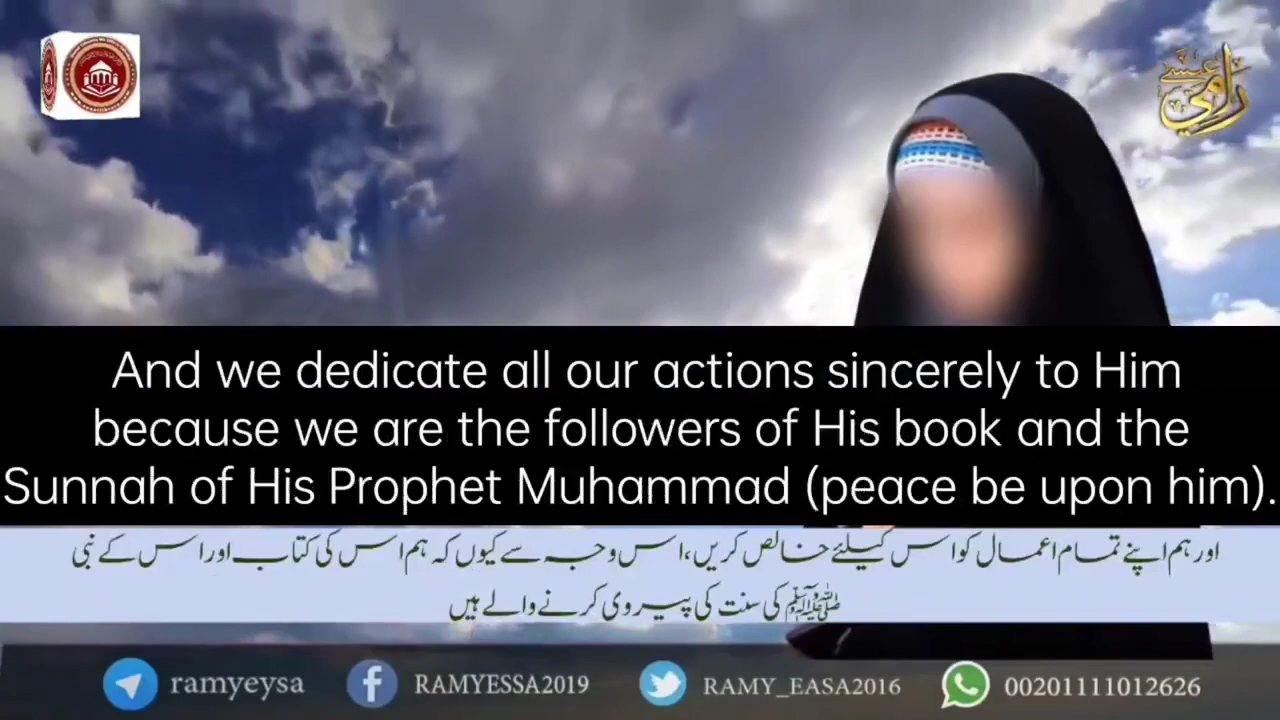 رامي عيسى
And we dedicate all our actions sincerely to Him
because we are the followers of His book and the
Sunnah of His Prophet Muhammad (peace be upon him).
اور ہم اپنے تمام اعمال کو اس کیلئے خالص کریں، اس وجہ سے کیوں کہ ہم اس کی کتاب اور اس کے نبی
ﷺ کی سنت کی پیروی کرنے والے ہیں
ramyeysa RAMYESSA2019 RAMY_EASA2016 00201111012626